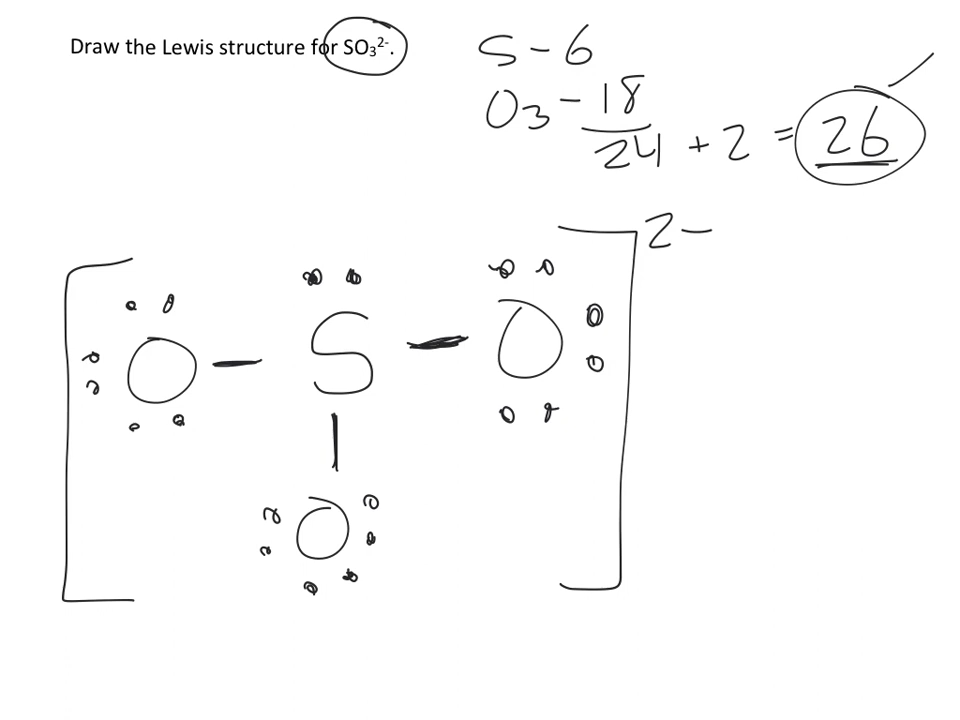 Draw the Lewis structure for SO₃²⁻.
S - 6
O₃ - 18
24 + 2 = 26
2-
O - S - O
O